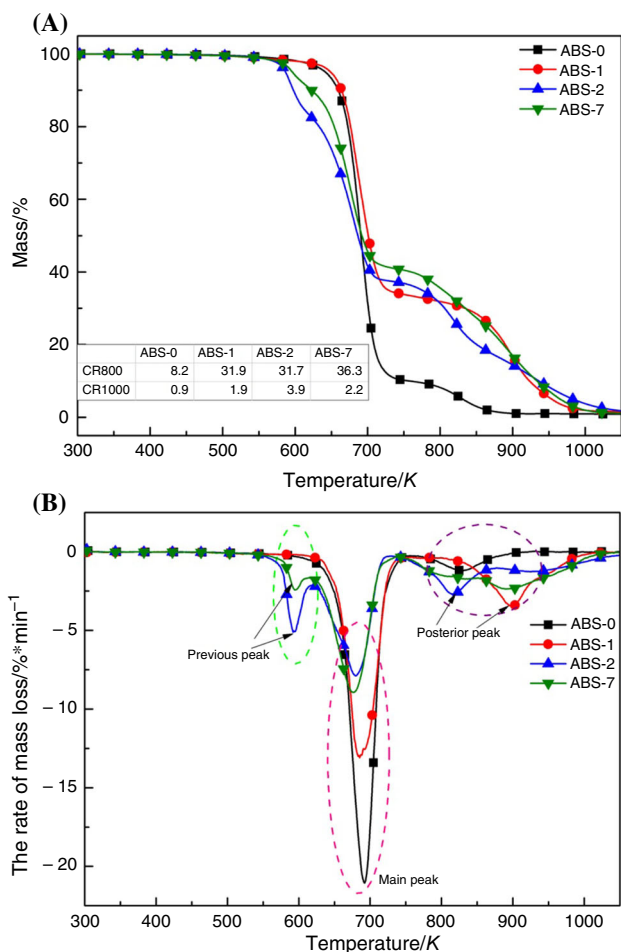 (A)
100
80
60
40
20
0
Mass/%
ABS-0
ABS-1
ABS-2
ABS-7
ABS-0 ABS-1 ABS-2 ABS-7
CR800 8.2 31.9 31.7 36.3
CR1000 0.9 1.9 3.9 2.2
300 400 500 600 700 800 900 1000
Temperature/K
(B)
0
−5
−10
−15
−20
The rate of mass loss/%*min−1
Previous peak
Posterior peak
ABS-0
ABS-1
ABS-2
ABS-7
Main peak
300 400 500 600 700 800 900 1000
Temperature/K